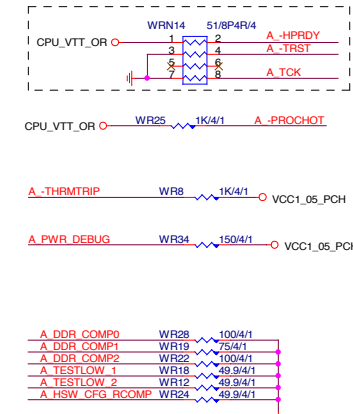 WRN14 51/8P4R/4
CPU_VTT_OR 1 2 A_-HPRDY
3 4 A_-TRST
5 6
7 8 A_TCK
CPU_VTT_OR WR25 1K/4/1 A_-PROCHOT
A_-THRMTRIP WR8 1K/4/1 VCC1_05_PCH
A_PWR_DEBUG WR34 150/4/1 VCC1_05_PCH
A_DDR_COMP0 WR28 100/4/1
A_DDR_COMP1 WR19 75/4/1
A_DDR_COMP2 WR22 100/4/1
A_TESTLOW_1 WR18 49.9/4/1
A_TESTLOW_2 WR12 49.9/4/1
A_HSW_CFG_RCOMP WR24 49.9/4/1